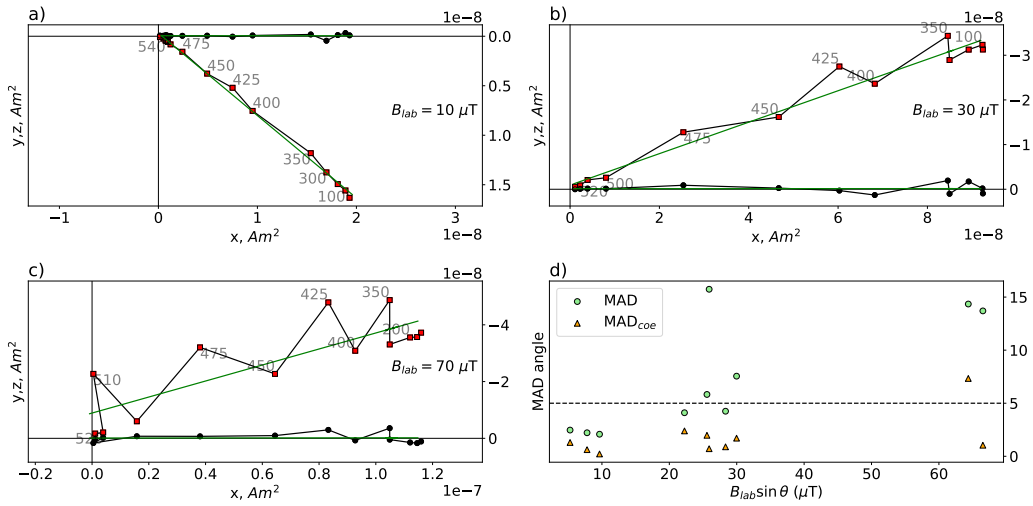 a)
1e−8
0.0
0.5
1.0
1.5
y,z, Am²
540
475
450
425
400
350
300
100
B_lab = 10 μT
−1 0 1 2 3
x, Am²
1e−8
b)
1e−8
−3
−2
−1
0
y,z, Am²
350
100
425
400
450
475
500
520
B_lab = 30 μT
0 2 4 6 8
x, Am²
1e−8
c)
1e−8
−4
−2
0
y,z, Am²
425
350
200
400
475
450
510
B_lab = 70 μT
−0.2 0.0 0.2 0.4 0.6 0.8 1.0 1.2
x, Am²
1e−7
d)
MAD
MAD_coe
15
10
5
0
MAD angle
10 20 30 40 50 60
B_lab sin θ (μT)